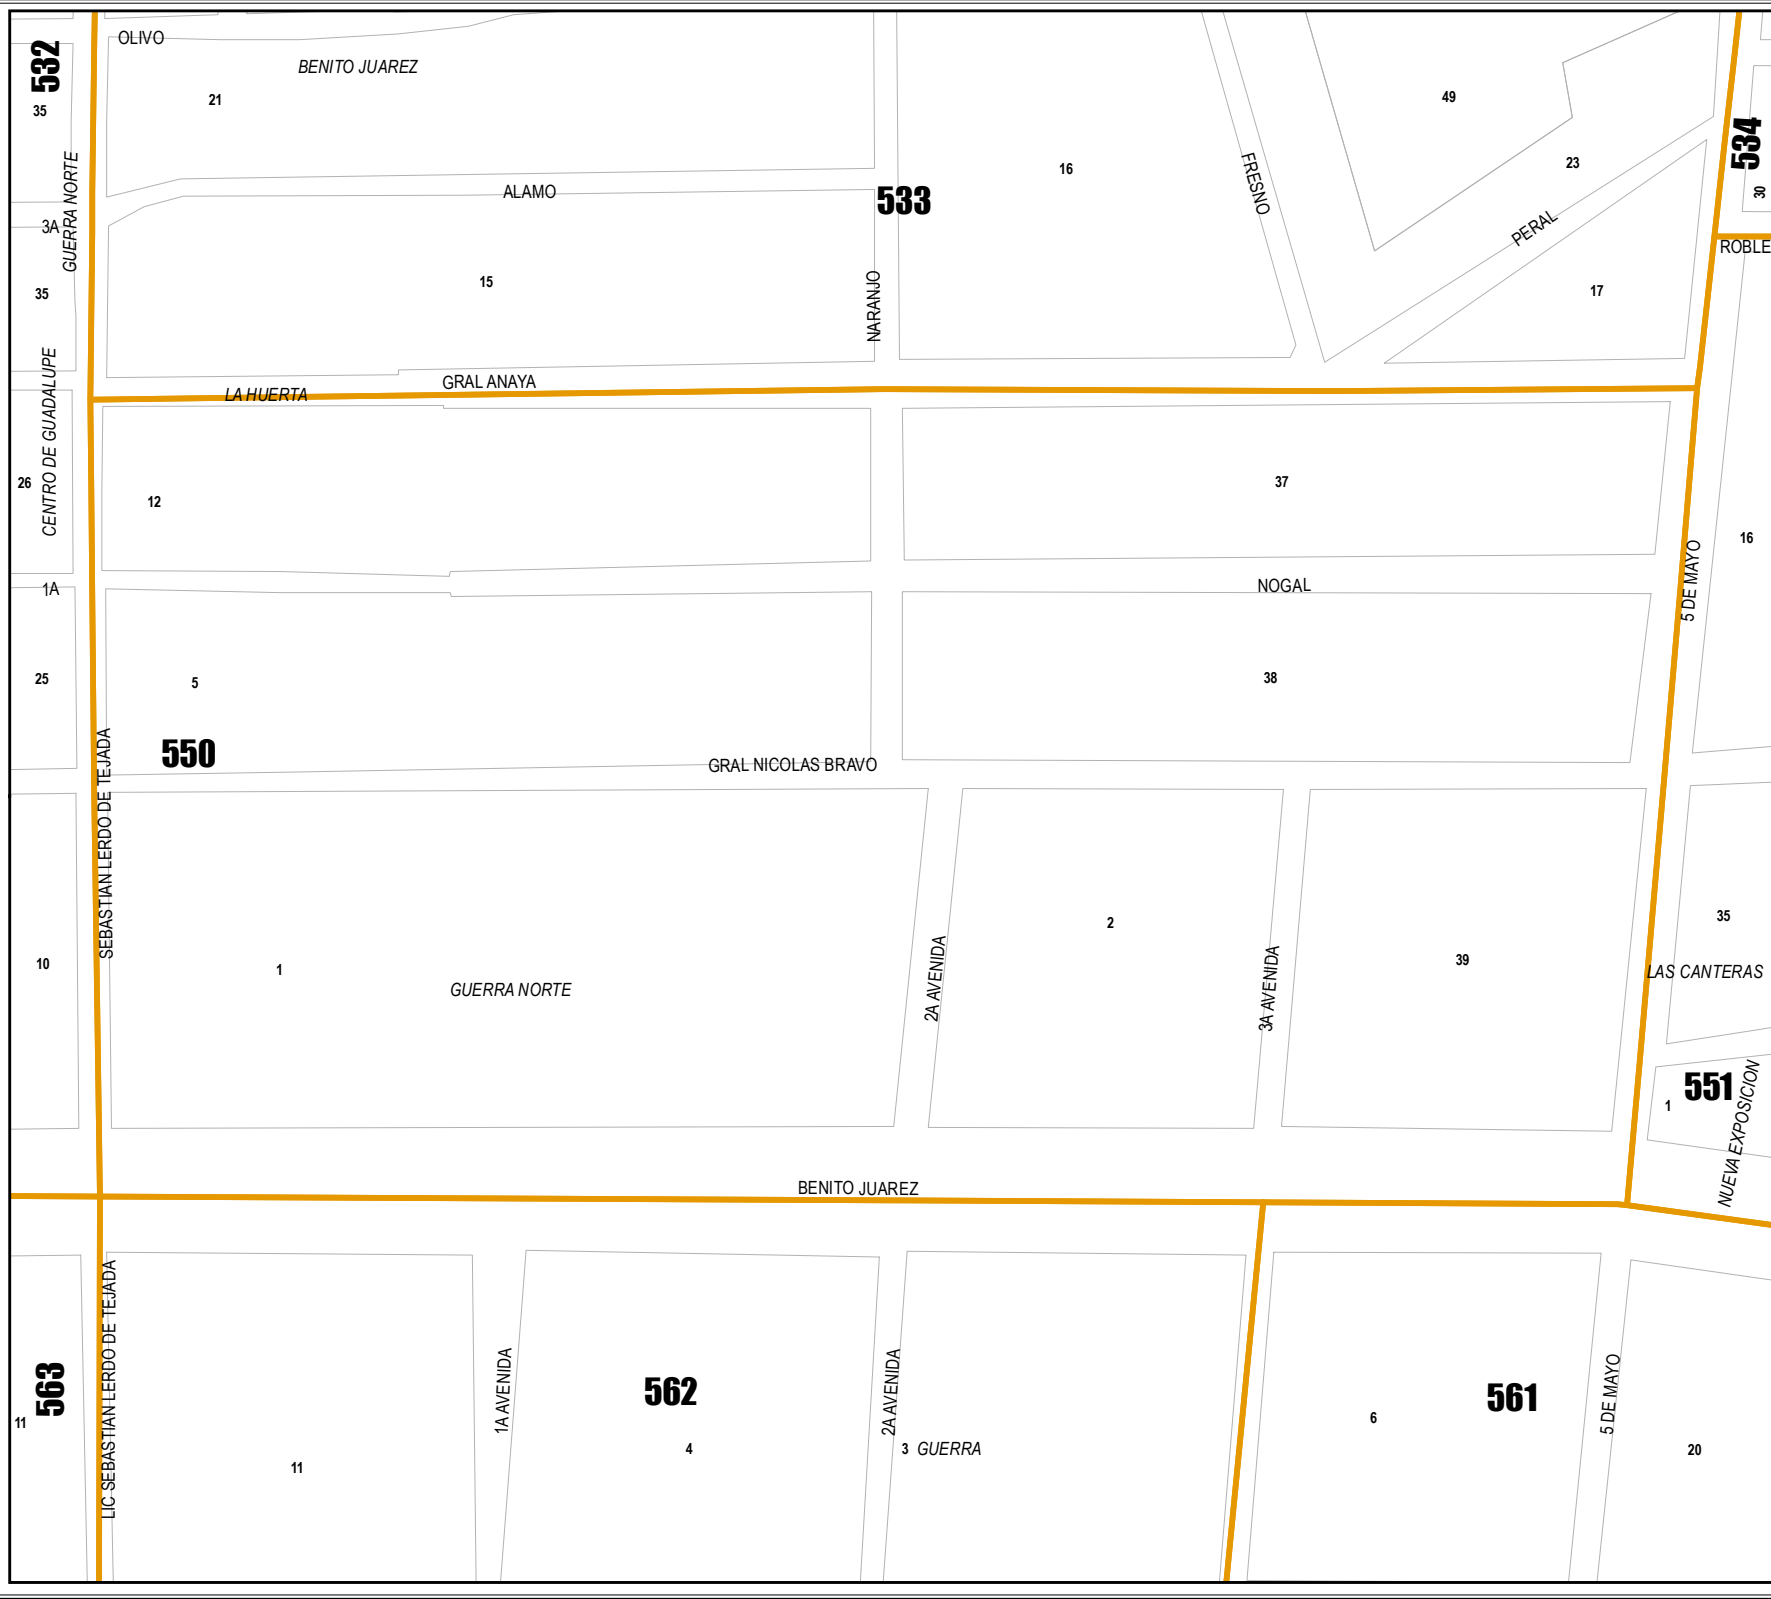 532
OLIVO
BENITO JUAREZ
21
35
GUERRA NORTE
3A
35
ALAMO
15
533
NARANJO
16
FRESNO
49
23
PERAL
17
534
30
ROBLE
LA HUERTA
GRAL ANAYA
CENTRO DE GUADALUPE
26
12
37
16
5 DE MAYO
1A
NOGAL
25
5
38
550
GRAL NICOLAS BRAVO
SEBASTIAN LERDO DE TEJADA
10
1
GUERRA NORTE
2A AVENIDA
2
3A AVENIDA
39
35
LAS CANTERAS
551
1
NUEVA EXPOSICION
BENITO JUAREZ
LIC SEBASTIAN LERDO DE TEJADA
563
11
11
1A AVENIDA
562
4
2A AVENIDA
3
GUERRA
6
561
5 DE MAYO
20